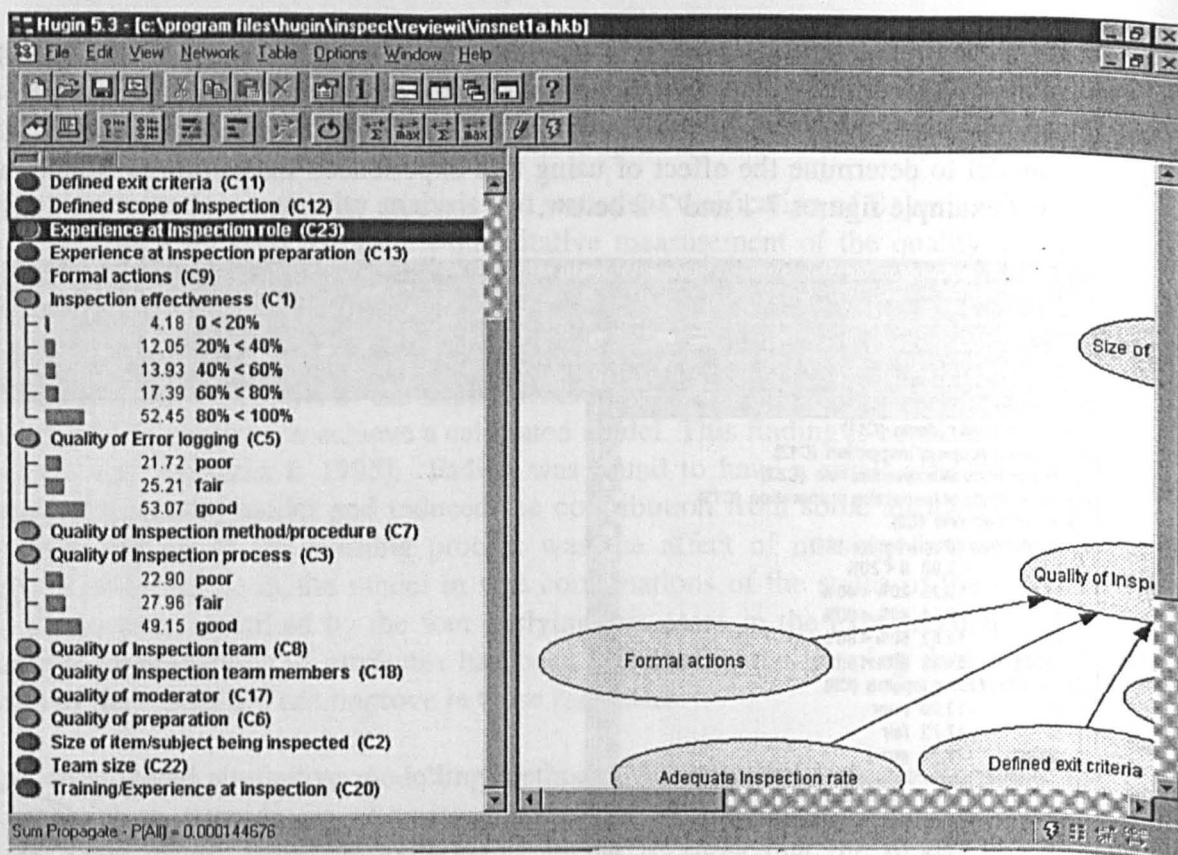 Hugin 5.3 - [c:\program files\hugin\inspect\reviewit\insnet1a.hkb]
File Edit View Network Table Options Window Help
Defined exit criteria (C11)
Defined scope of Inspection (C12)
Experience at Inspection role (C23)
Experience at Inspection preparation (C13)
Formal actions (C9)
Inspection effectiveness (C1)
4.18 0 < 20%
12.05 20% < 40%
13.93 40% < 60%
17.39 60% < 80%
52.45 80% < 100%
Quality of Error logging (C5)
21.72 poor
25.21 fair
53.07 good
Quality of Inspection method/procedure (C7)
Quality of Inspection process (C3)
22.90 poor
27.96 fair
49.15 good
Quality of Inspection team (C8)
Quality of Inspection team members (C18)
Quality of moderator (C17)
Quality of preparation (C6)
Size of item/subject being inspected (C2)
Team size (C22)
Training/Experience at Inspection (C20)
Size of
Quality of Insp
Formal actions
Adequate Inspection rate
Defined exit criteria
Sum Propagate - P(All) = 0.000144676